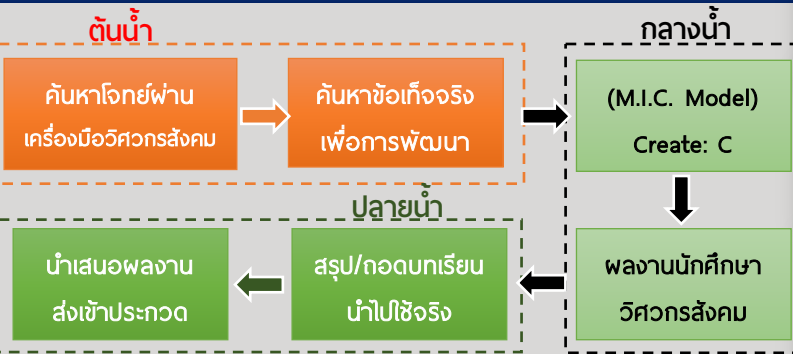 ต้นน้ำ
ค้นหาโจทย์ผ่าน
เครื่องมือวิศวกรสังคม
ค้นหาข้อเท็จจริง
เพื่อการพัฒนา
กลางน้ำ
(M.I.C. Model)
Create: C
ผลงานนักศึกษา
วิศวกรสังคม
ปลายน้ำ
สรุป/ถอดบทเรียน
นำไปใช้จริง
นำเสนอผลงาน
ส่งเข้าประกวด